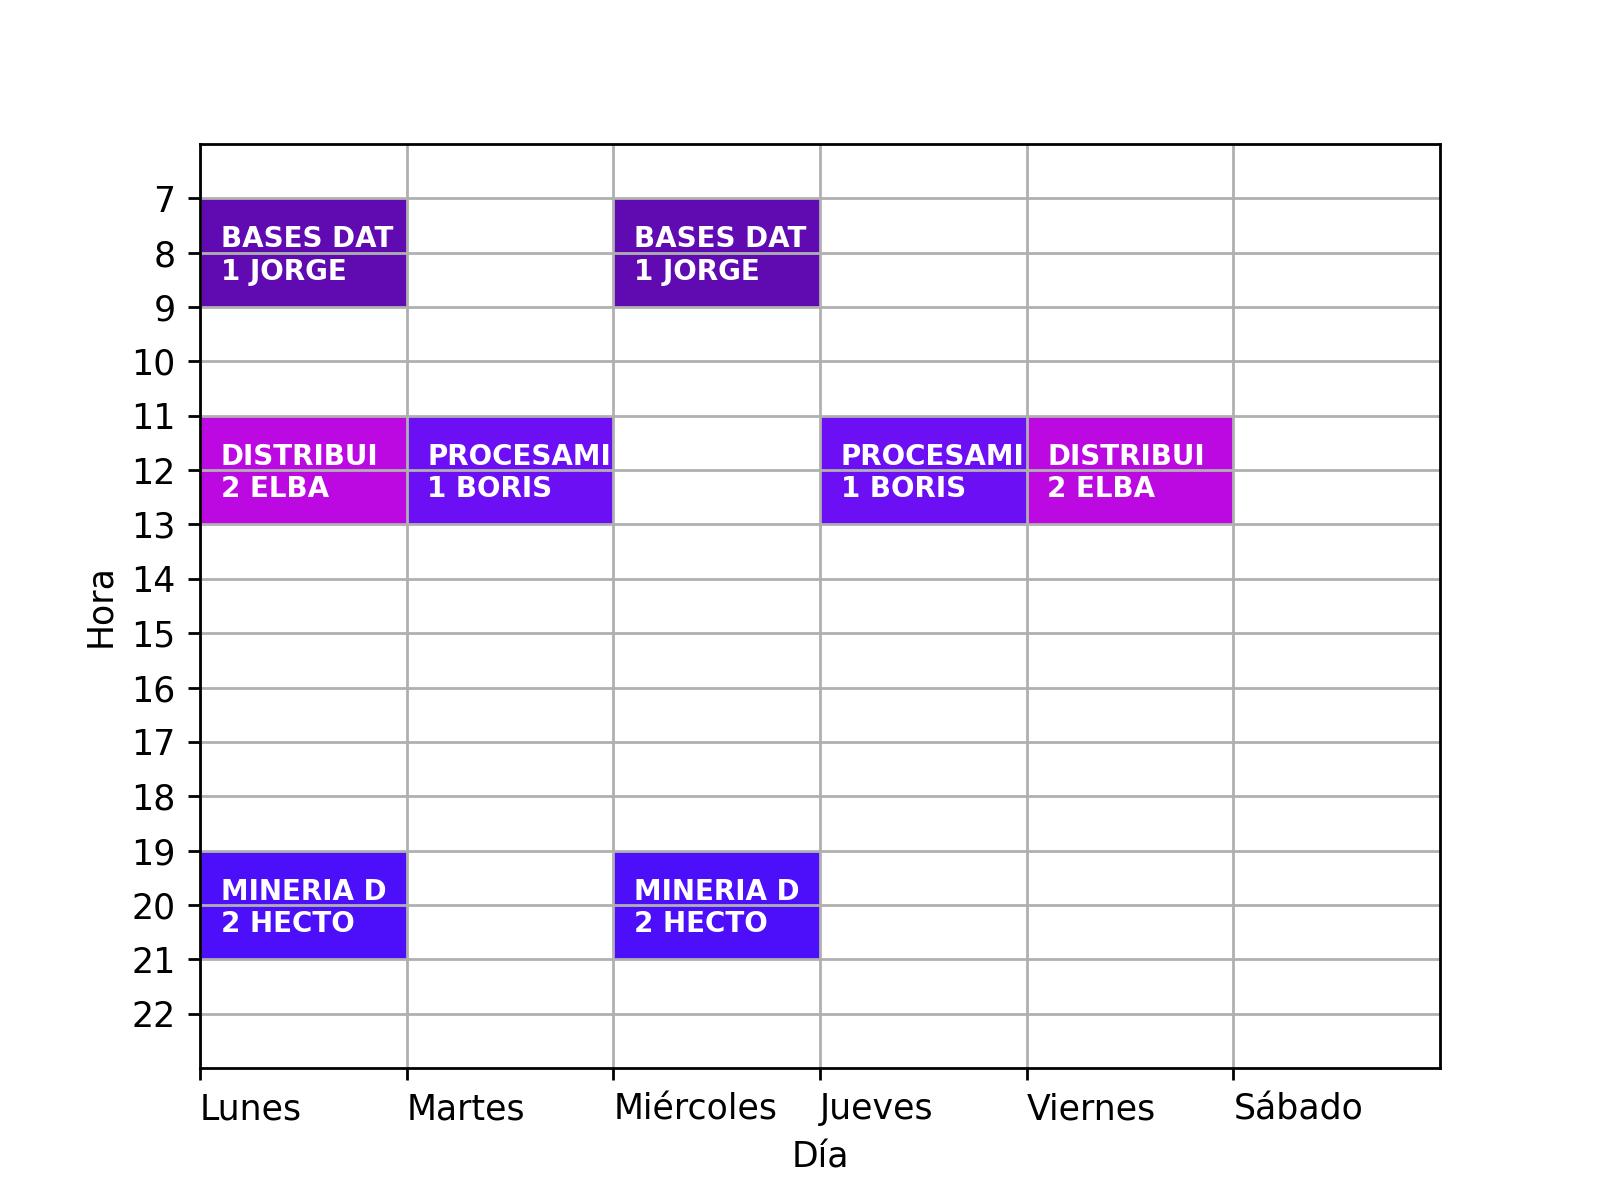 7
BASES DAT
1 JORGE
BASES DAT
1 JORGE
8
9
10
11
DISTRIBUI
2 ELBA
PROCESAMI
1 BORIS
PROCESAMI
1 BORIS
DISTRIBUI
2 ELBA
12
13
14
15
16
17
18
19
MINERIA D
2 HECTO
MINERIA D
2 HECTO
20
21
22
Hora
Lunes Martes Miércoles Jueves Viernes Sábado
Día